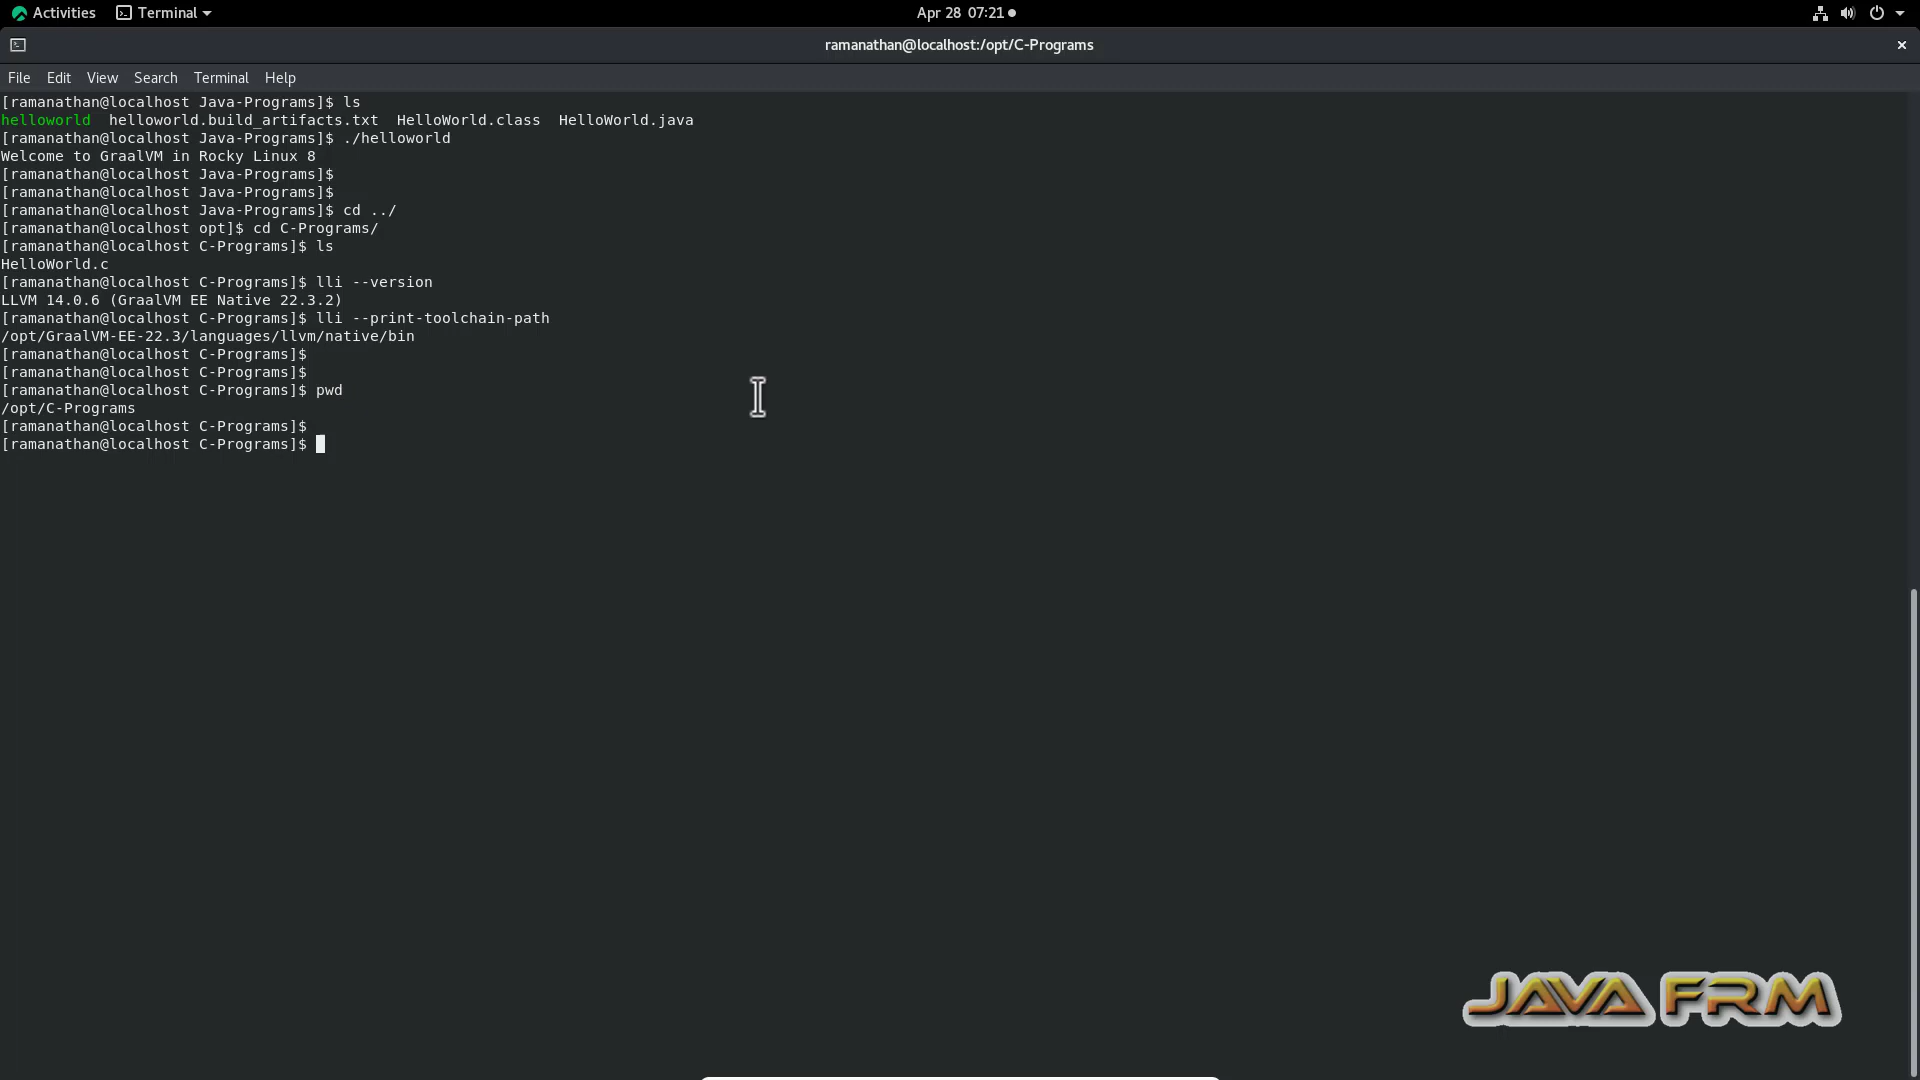 Activities Terminal Apr 28 07:21
ramanathan@localhost:/opt/C-Programs
File Edit View Search Terminal Help
[ramanathan@localhost Java-Programs]$ ls
helloworld helloworld.build_artifacts.txt HelloWorld.class HelloWorld.java
[ramanathan@localhost Java-Programs]$ ./helloworld
Welcome to GraalVM in Rocky Linux 8
[ramanathan@localhost Java-Programs]$
[ramanathan@localhost Java-Programs]$
[ramanathan@localhost Java-Programs]$ cd ../
[ramanathan@localhost opt]$ cd C-Programs/
[ramanathan@localhost C-Programs]$ ls
HelloWorld.c
[ramanathan@localhost C-Programs]$ lli --version
LLVM 14.0.6 (GraalVM EE Native 22.3.2)
[ramanathan@localhost C-Programs]$ lli --print-toolchain-path
/opt/GraalVM-EE-22.3/languages/llvm/native/bin
[ramanathan@localhost C-Programs]$
[ramanathan@localhost C-Programs]$
[ramanathan@localhost C-Programs]$ pwd
/opt/C-Programs
[ramanathan@localhost C-Programs]$
[ramanathan@localhost C-Programs]$
JAVA FRM